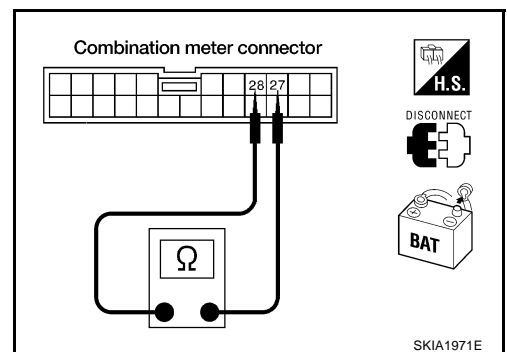 Combination meter connector
28 27
H.S.
DISCONNECT
Ω
BAT
SKIA1971E